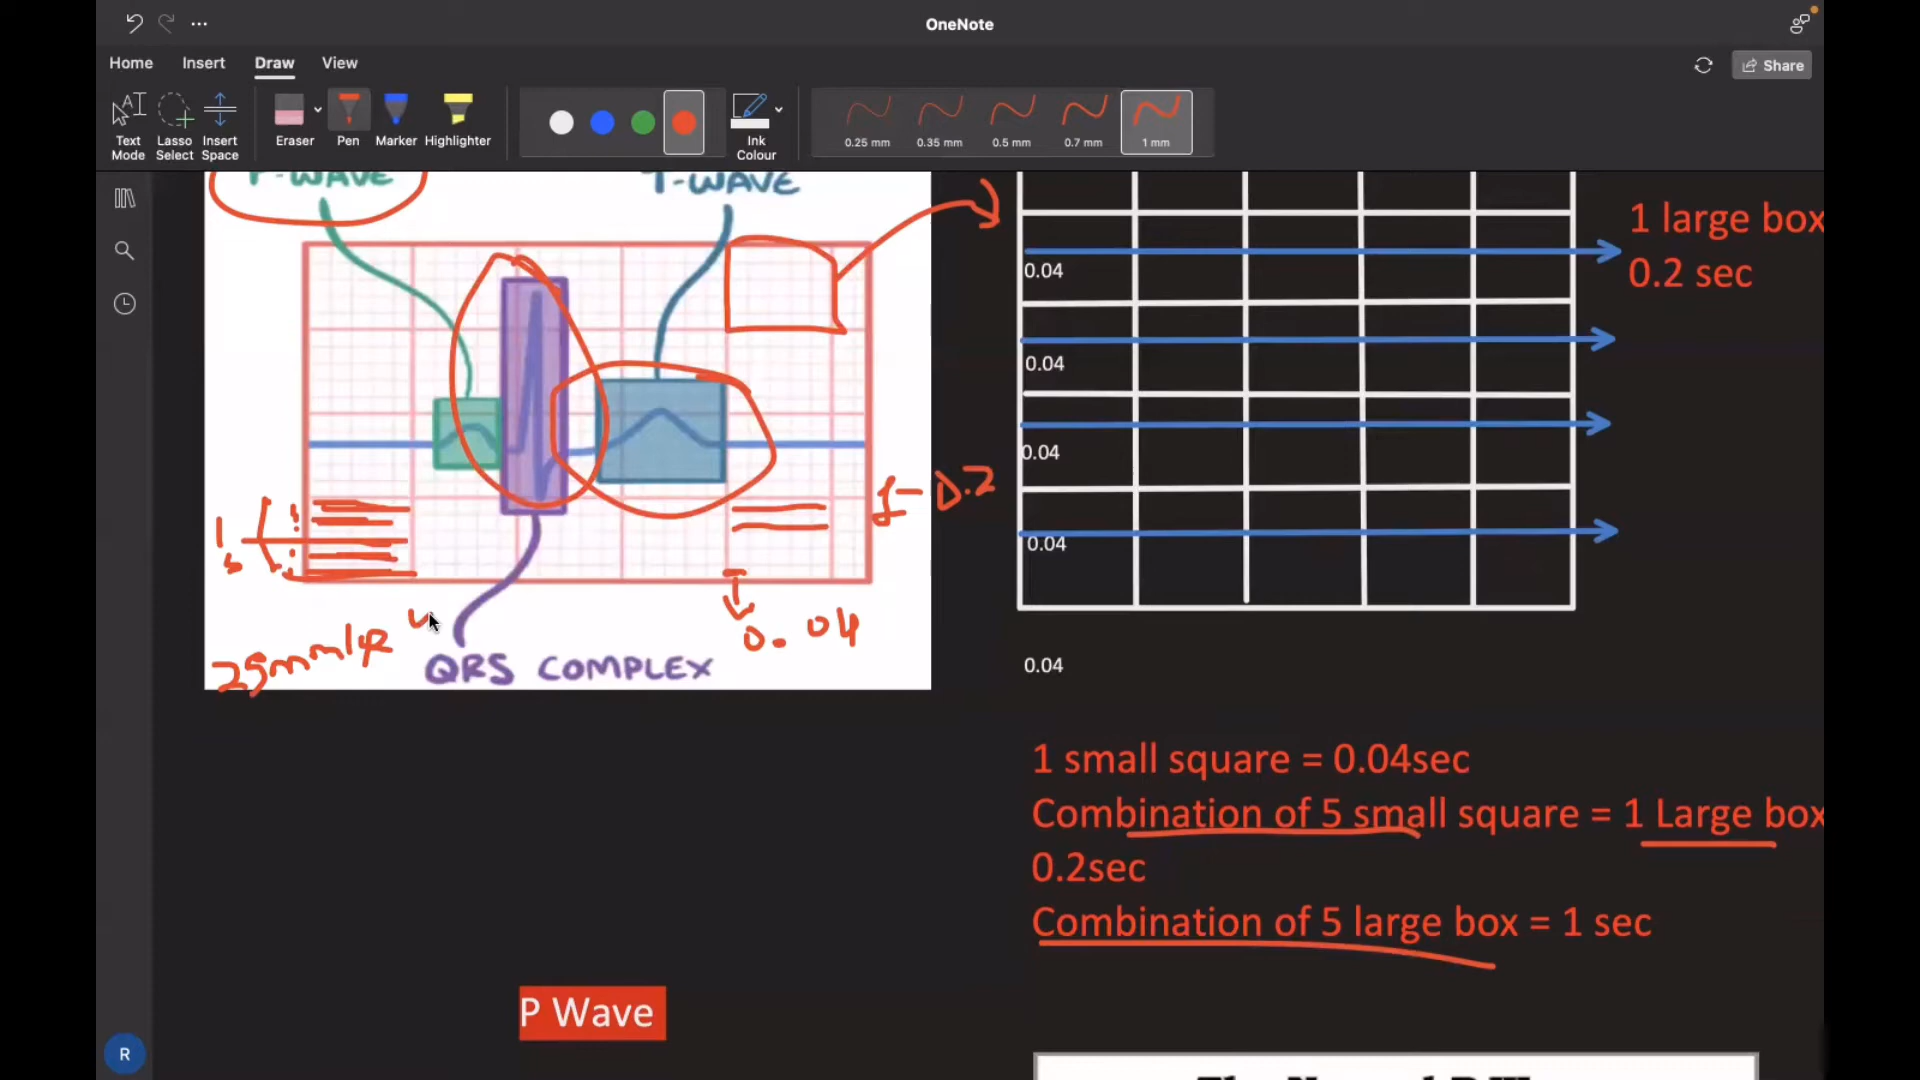 OneNote
Home Insert Draw View
Share
Text Mode
Lasso Select
Insert Space
Eraser
Pen
Marker
Highlighter
Ink Colour
0.25 mm
0.35 mm
0.5 mm
0.7 mm
1 mm
P-WAVE
T-WAVE
1 large box
0.2 sec
0.04
0.04
0.04
0.04
0.04
0.2
1
0.04
25mm
QRS COMPLEX
1 small square = 0.04sec
Combination of 5 small square = 1 Large box
0.2sec
Combination of 5 large box = 1 sec
P Wave
R